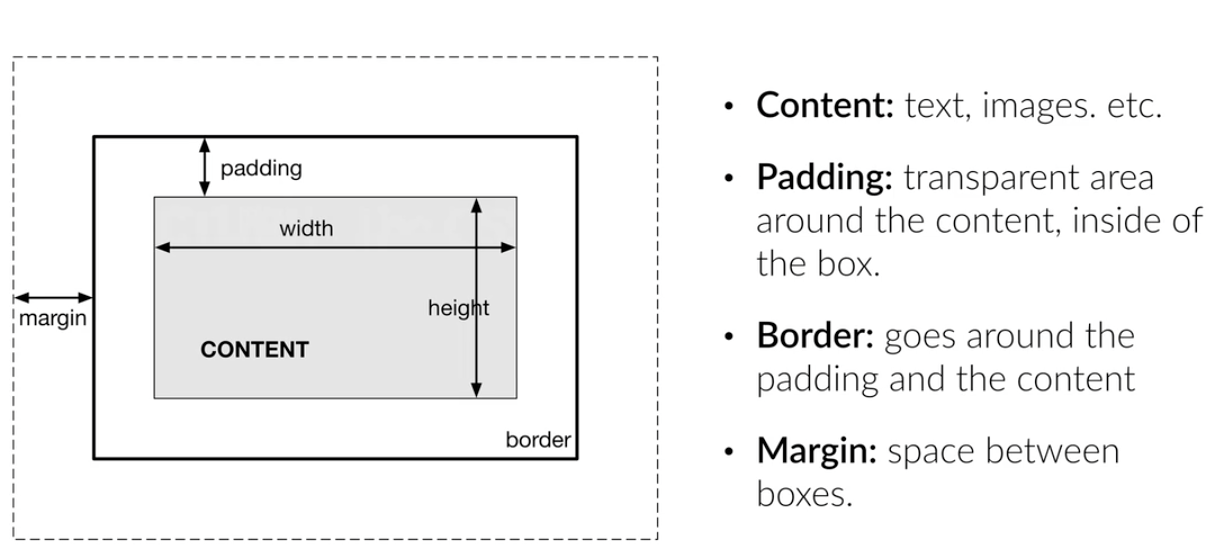 padding
width
height
margin
CONTENT
border
• Content: text, images. etc.
• Padding: transparent area
around the content, inside of
the box.
• Border: goes around the
padding and the content
• Margin: space between
boxes.